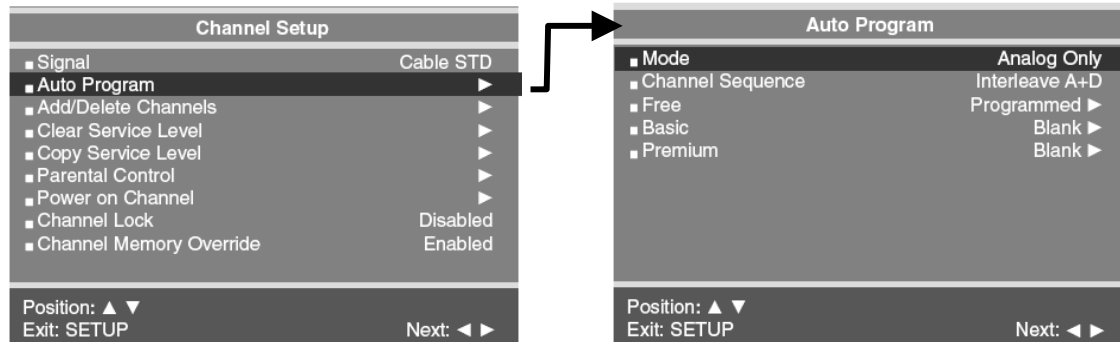 Channel Setup
Signal Cable STD
Auto Program ▶
Add/Delete Channels ▶
Clear Service Level ▶
Copy Service Level ▶
Parental Control ▶
Power on Channel ▶
Channel Lock Disabled
Channel Memory Override Enabled
Position: ▲ ▼
Exit: SETUP Next: ◀ ▶
Auto Program
Mode Analog Only
Channel Sequence Interleave A+D
Free Programmed ▶
Basic Blank ▶
Premium Blank ▶
Position: ▲ ▼
Exit: SETUP Next: ◀ ▶